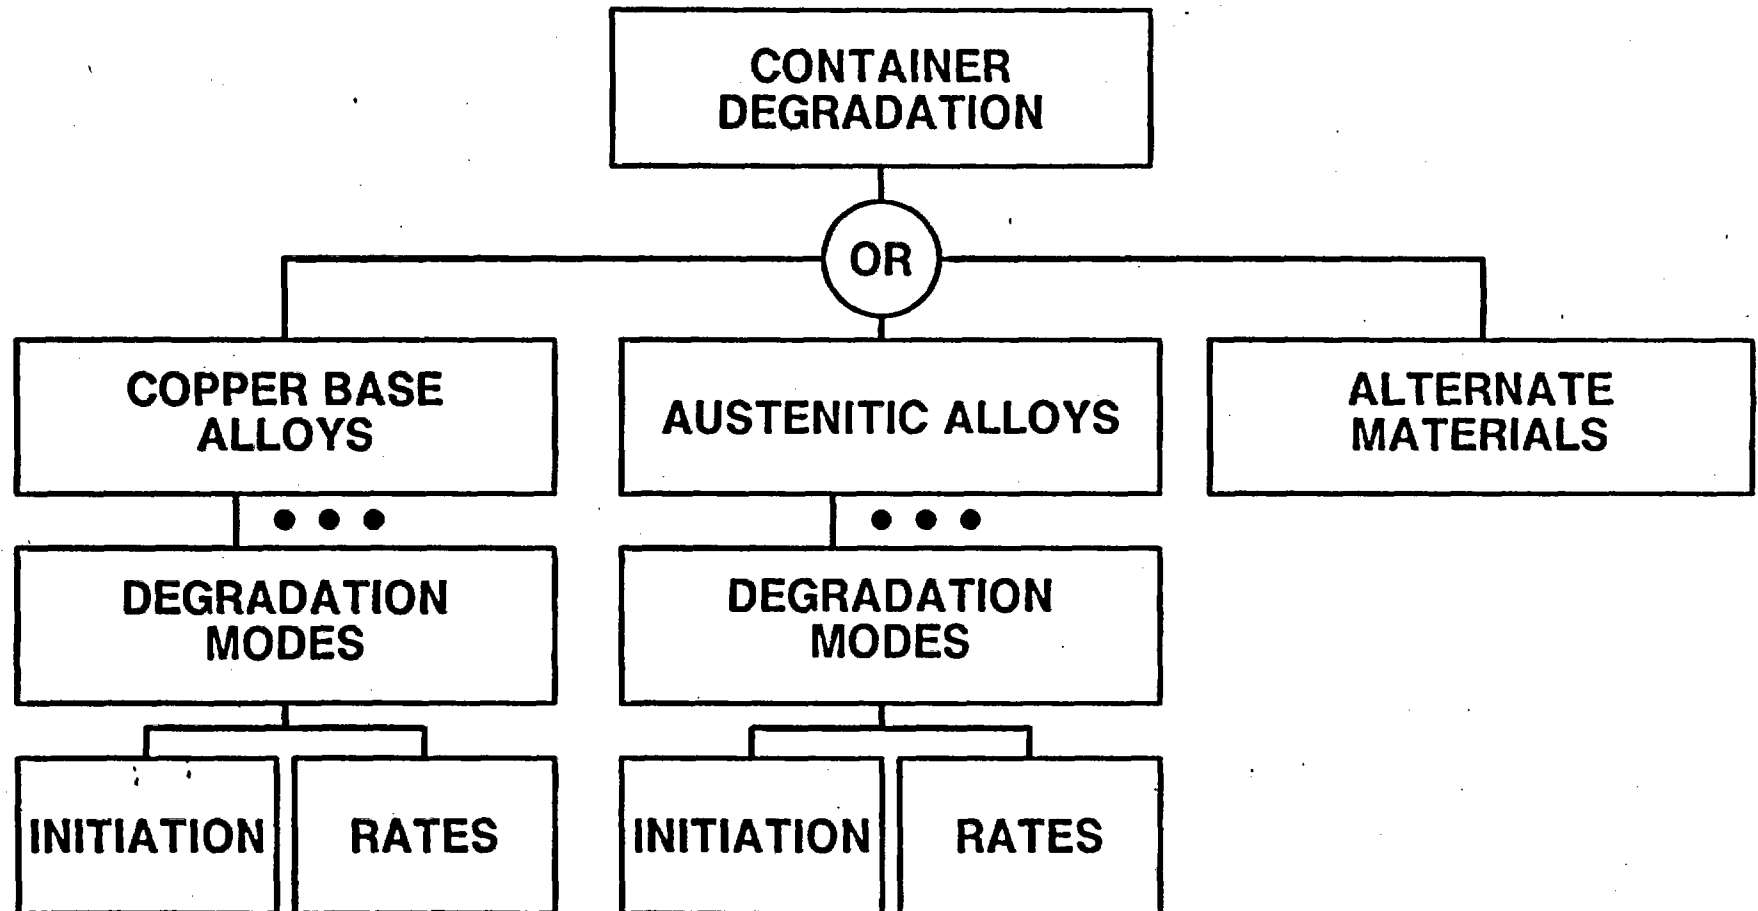 CONTAINER
DEGRADATION
OR
COPPER BASE
ALLOYS
AUSTENITIC ALLOYS
ALTERNATE
MATERIALS
DEGRADATION
MODES
DEGRADATION
MODES
INITIATION
RATES
INITIATION
RATES